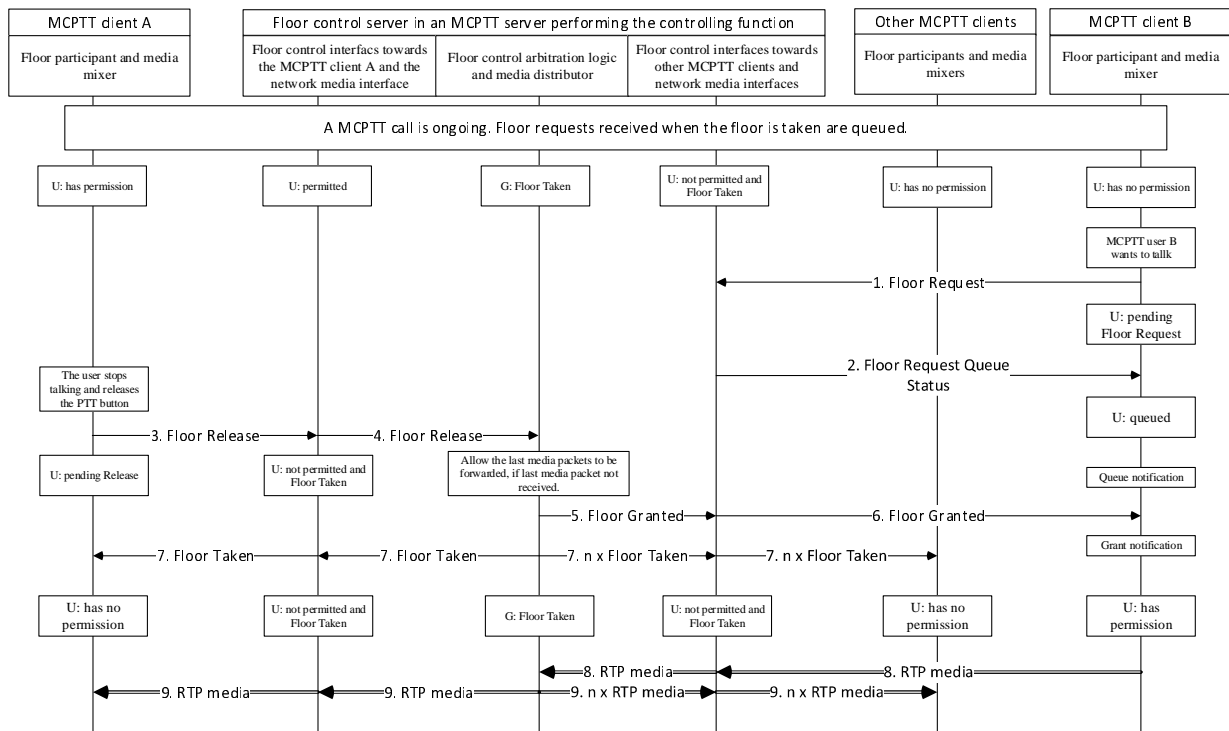 MCPTT client A
Floor control server in an MCPTT server performing the controlling function
Other MCPTT clients
MCPTT client B
Floor participant and media
mixer
Floor control interfacs towards
the MCPTT client A and the
network media interface
Floor control arbitration logic
and media distributor
Floor control interfaces towards
other MCPTT clients and
network media interfaces
Floor participants and media
mixers
Floor participant and media
mixer
A MCPTT call is ongoing. Floor requests received when the floor is taken are queued.
U: has permission
U: permitted
G: Floor Taken
U: not permitted and
Floor Taken
U: has no permission
U: has no permission
MCPTT user B
wants to tallk
1. Floor Request
U: pending
Floor Request
2. Floor Request Queue
Status
The user stops
talking and releases
the PTT button
U: queued
3. Floor Release
4. Floor Release
U: pending Release
U: not permitted and
Floor Taken
Allow the last media packets to be
forwarded, if last media packet not
received.
Queue notification
5. Floor Granted
6. Floor Granted
Grant notification
7. Floor Taken
7. Floor Taken
7. n x Floor Taken
7. n x Floor Taken
U: has no
permission
U: not permitted and
Floor Taken
G: Floor Taken
U: not permitted and
Floor Taken
U: has no
permission
U: has
permission
8. RTP media
8. RTP media
9. RTP media
9. RTP media
9. n x RTP media
9. n x RTP media